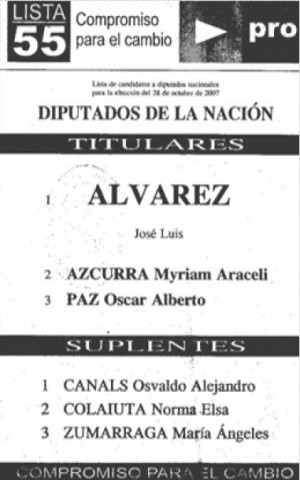 LISTA
55
Compromiso
para el cambio
pro
Lista de candidatos a diputados nacionales
para la elección del 28 de octubre de 2007
DIPUTADOS DE LA NACIÓN
TITULARES
1 ALVAREZ
José Luis
2 AZCURRA Myriam Araceli
3 PAZ Oscar Alberto
SUPLENTES
1 CANALS Osvaldo Alejandro
2 COLAIUTA Norma Elsa
3 ZUMARRAGA María Ángeles
COMPROMISO PARA EL CAMBIO